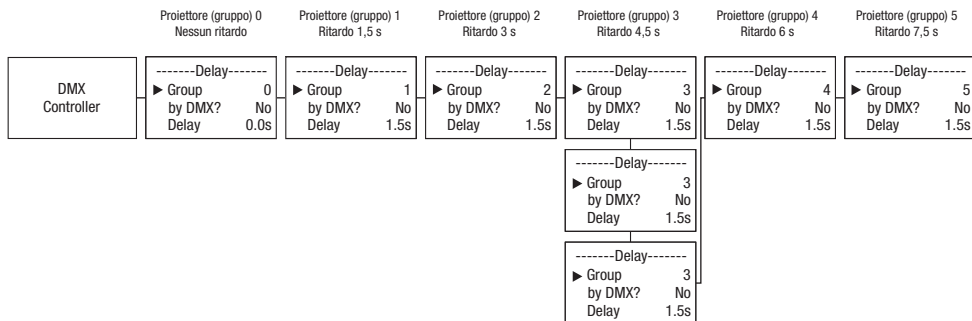 Proiettore (gruppo) 0
Nessun ritardo
Proiettore (gruppo) 1
Ritardo 1,5 s
Proiettore (gruppo) 2
Ritardo 3 s
Proiettore (gruppo) 3
Ritardo 4,5 s
Proiettore (gruppo) 4
Ritardo 6 s
Proiettore (gruppo) 5
Ritardo 7,5 s
DMX
Controller
-------Delay-------
▶ Group 0
by DMX? No
Delay 0.0s
-------Delay-------
▶ Group 1
by DMX? No
Delay 1.5s
-------Delay-------
▶ Group 2
by DMX? No
Delay 1.5s
-------Delay-------
▶ Group 3
by DMX? No
Delay 1.5s
-------Delay-------
▶ Group 4
by DMX? No
Delay 1.5s
-------Delay-------
▶ Group 5
by DMX? No
Delay 1.5s
-------Delay-------
▶ Group 3
by DMX? No
Delay 1.5s
-------Delay-------
▶ Group 3
by DMX? No
Delay 1.5s